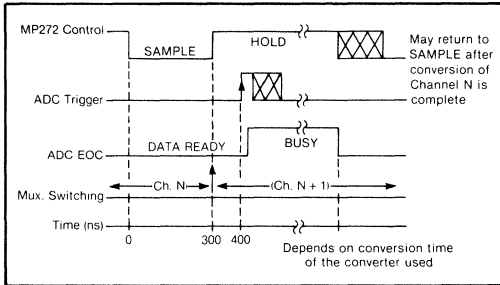 MP272 Control
SAMPLE
HOLD
May return to
SAMPLE after
conversion of
Channel N is
complete
ADC Trigger
ADC EOC
DATA READY
BUSY
Ch. N
(Ch. N + 1)
Mux. Switching
Time (ns)
0
300
400
Depends on conversion time
of the converter used